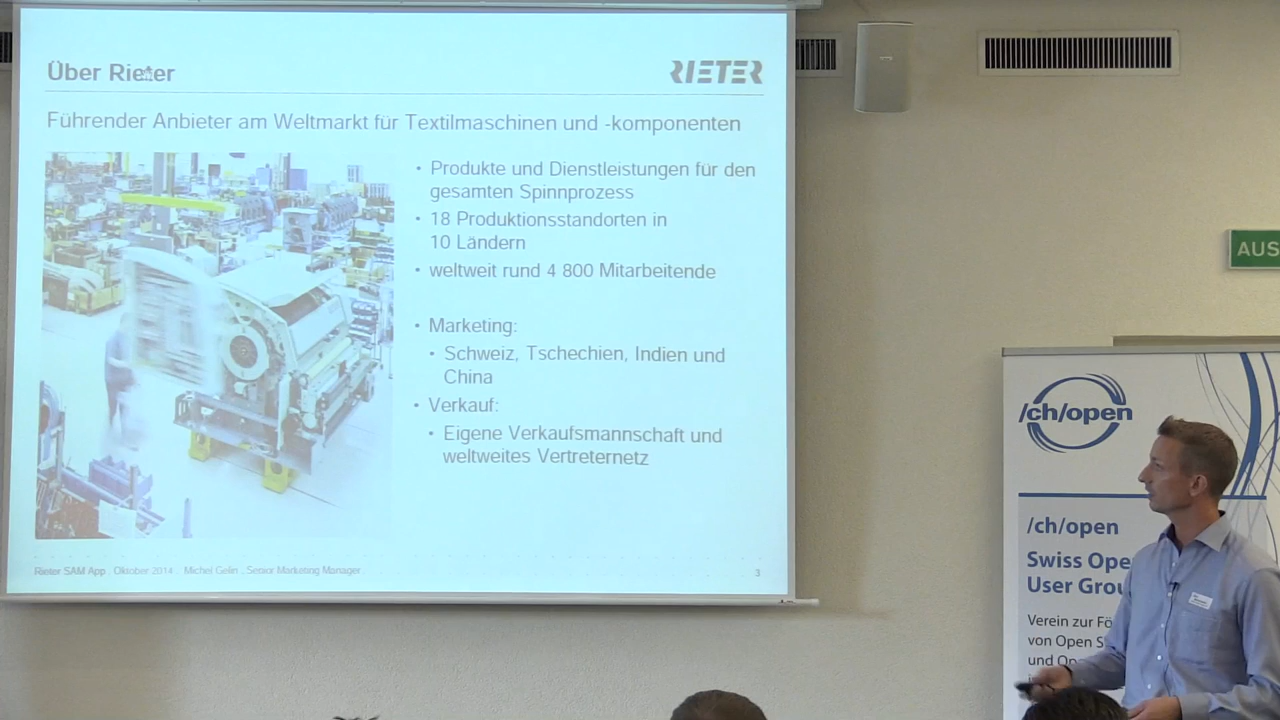 Über Rieter
RIETER
Führender Anbieter am Weltmarkt für Textilmaschinen und -komponenten
• Produkte und Dienstleistungen für den
gesamten Spinnprozess
• 18 Produktionsstandorten in
10 Ländern
• weltweit rund 4 800 Mitarbeitende
• Marketing:
• Schweiz, Tschechien, Indien und
China
• Verkauf:
• Eigene Verkaufsmannschaft und
weltweites Vertreternetz
Rieter SAM App . Oktober 2014 . Michel Gelin . Senior Marketing Manager
3
AUS
/ch/open
/ch/open
Swiss Ope
User Grou
Verein zur Fö
von Open S
und Op